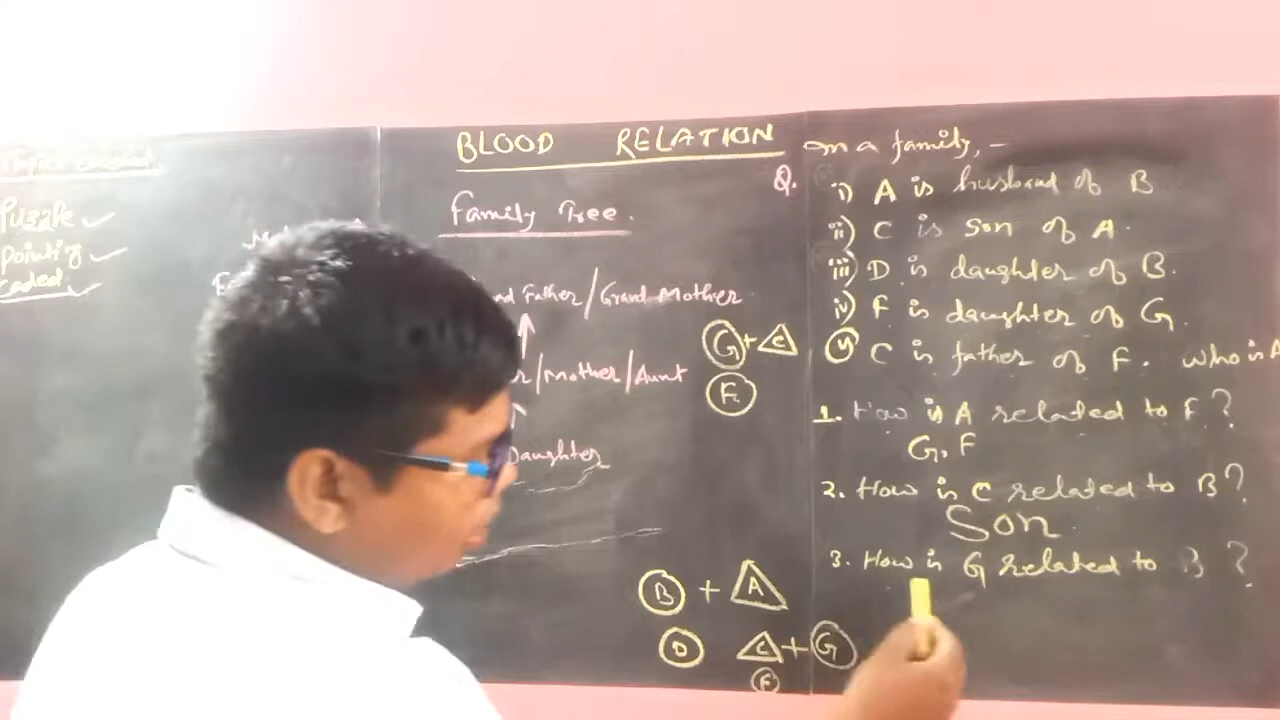 Puzzle ✓
Pointing ✓
Coded ✓
BLOOD RELATION
Family Tree.
nd Father/Grand Mother
r/Mother/Aunt
Daughter
G + C
F
B + A
D C + G
F
In a family, -
Q. i) A is husband of B
ii) C is son of A.
iii) D is daughter of B.
iv) F is daughter of G.
v) C is father of F. Who is A
1. How is A related to F?
G.F
2. How is C related to B?
Son
3. How is G related to B?